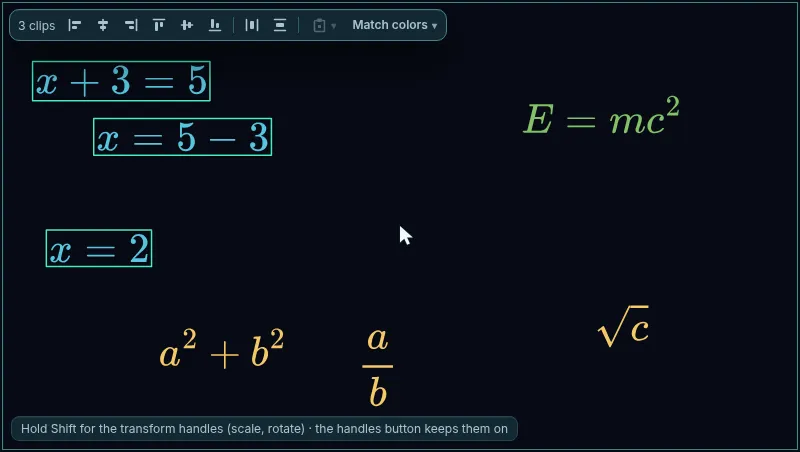 3 clips Match colors
x + 3 = 5
x = 5 − 3
E = mc²
x = 2
a² + b²
a/b
√c
Hold Shift for the transform handles (scale, rotate) · the handles button keeps them on